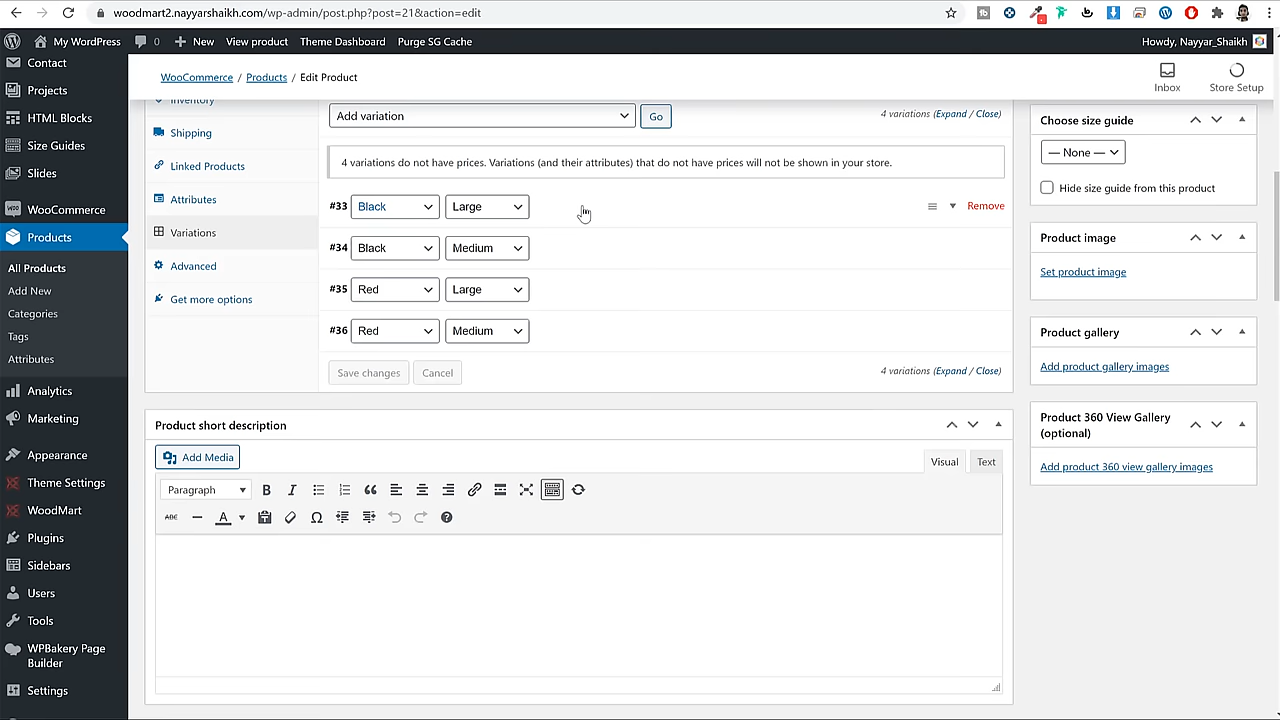 woodmart2.nayyarshaikh.com/wp-admin/post.php?post=21&action=edit
My WordPress 0 New View product Theme Dashboard Purge SG Cache Howdy, Nayyar_Shaikh
Contact
Projects
HTML Blocks
Size Guides
Slides
WooCommerce
Products
All Products
Add New
Categories
Tags
Attributes
Analytics
Marketing
Appearance
Theme Settings
WoodMart
Plugins
Sidebars
Users
Tools
WPBakery Page
Builder
Settings
WooCommerce / Products / Edit Product
Inbox Store Setup
Inventory
Shipping
Linked Products
Attributes
Variations
Advanced
Get more options
Add variation Go 4 variations (Expand / Close)
4 variations do not have prices. Variations (and their attributes) that do not have prices will not be shown in your store.
#33 Black Large Remove
#34 Black Medium
#35 Red Large
#36 Red Medium
Save changes Cancel 4 variations (Expand / Close)
Product short description
Add Media Visual Text
Paragraph B I
ABC A Ω
Choose size guide
— None —
Hide size guide from this product
Product image
Set product image
Product gallery
Add product gallery images
Product 360 View Gallery
(optional)
Add product 360 view gallery images